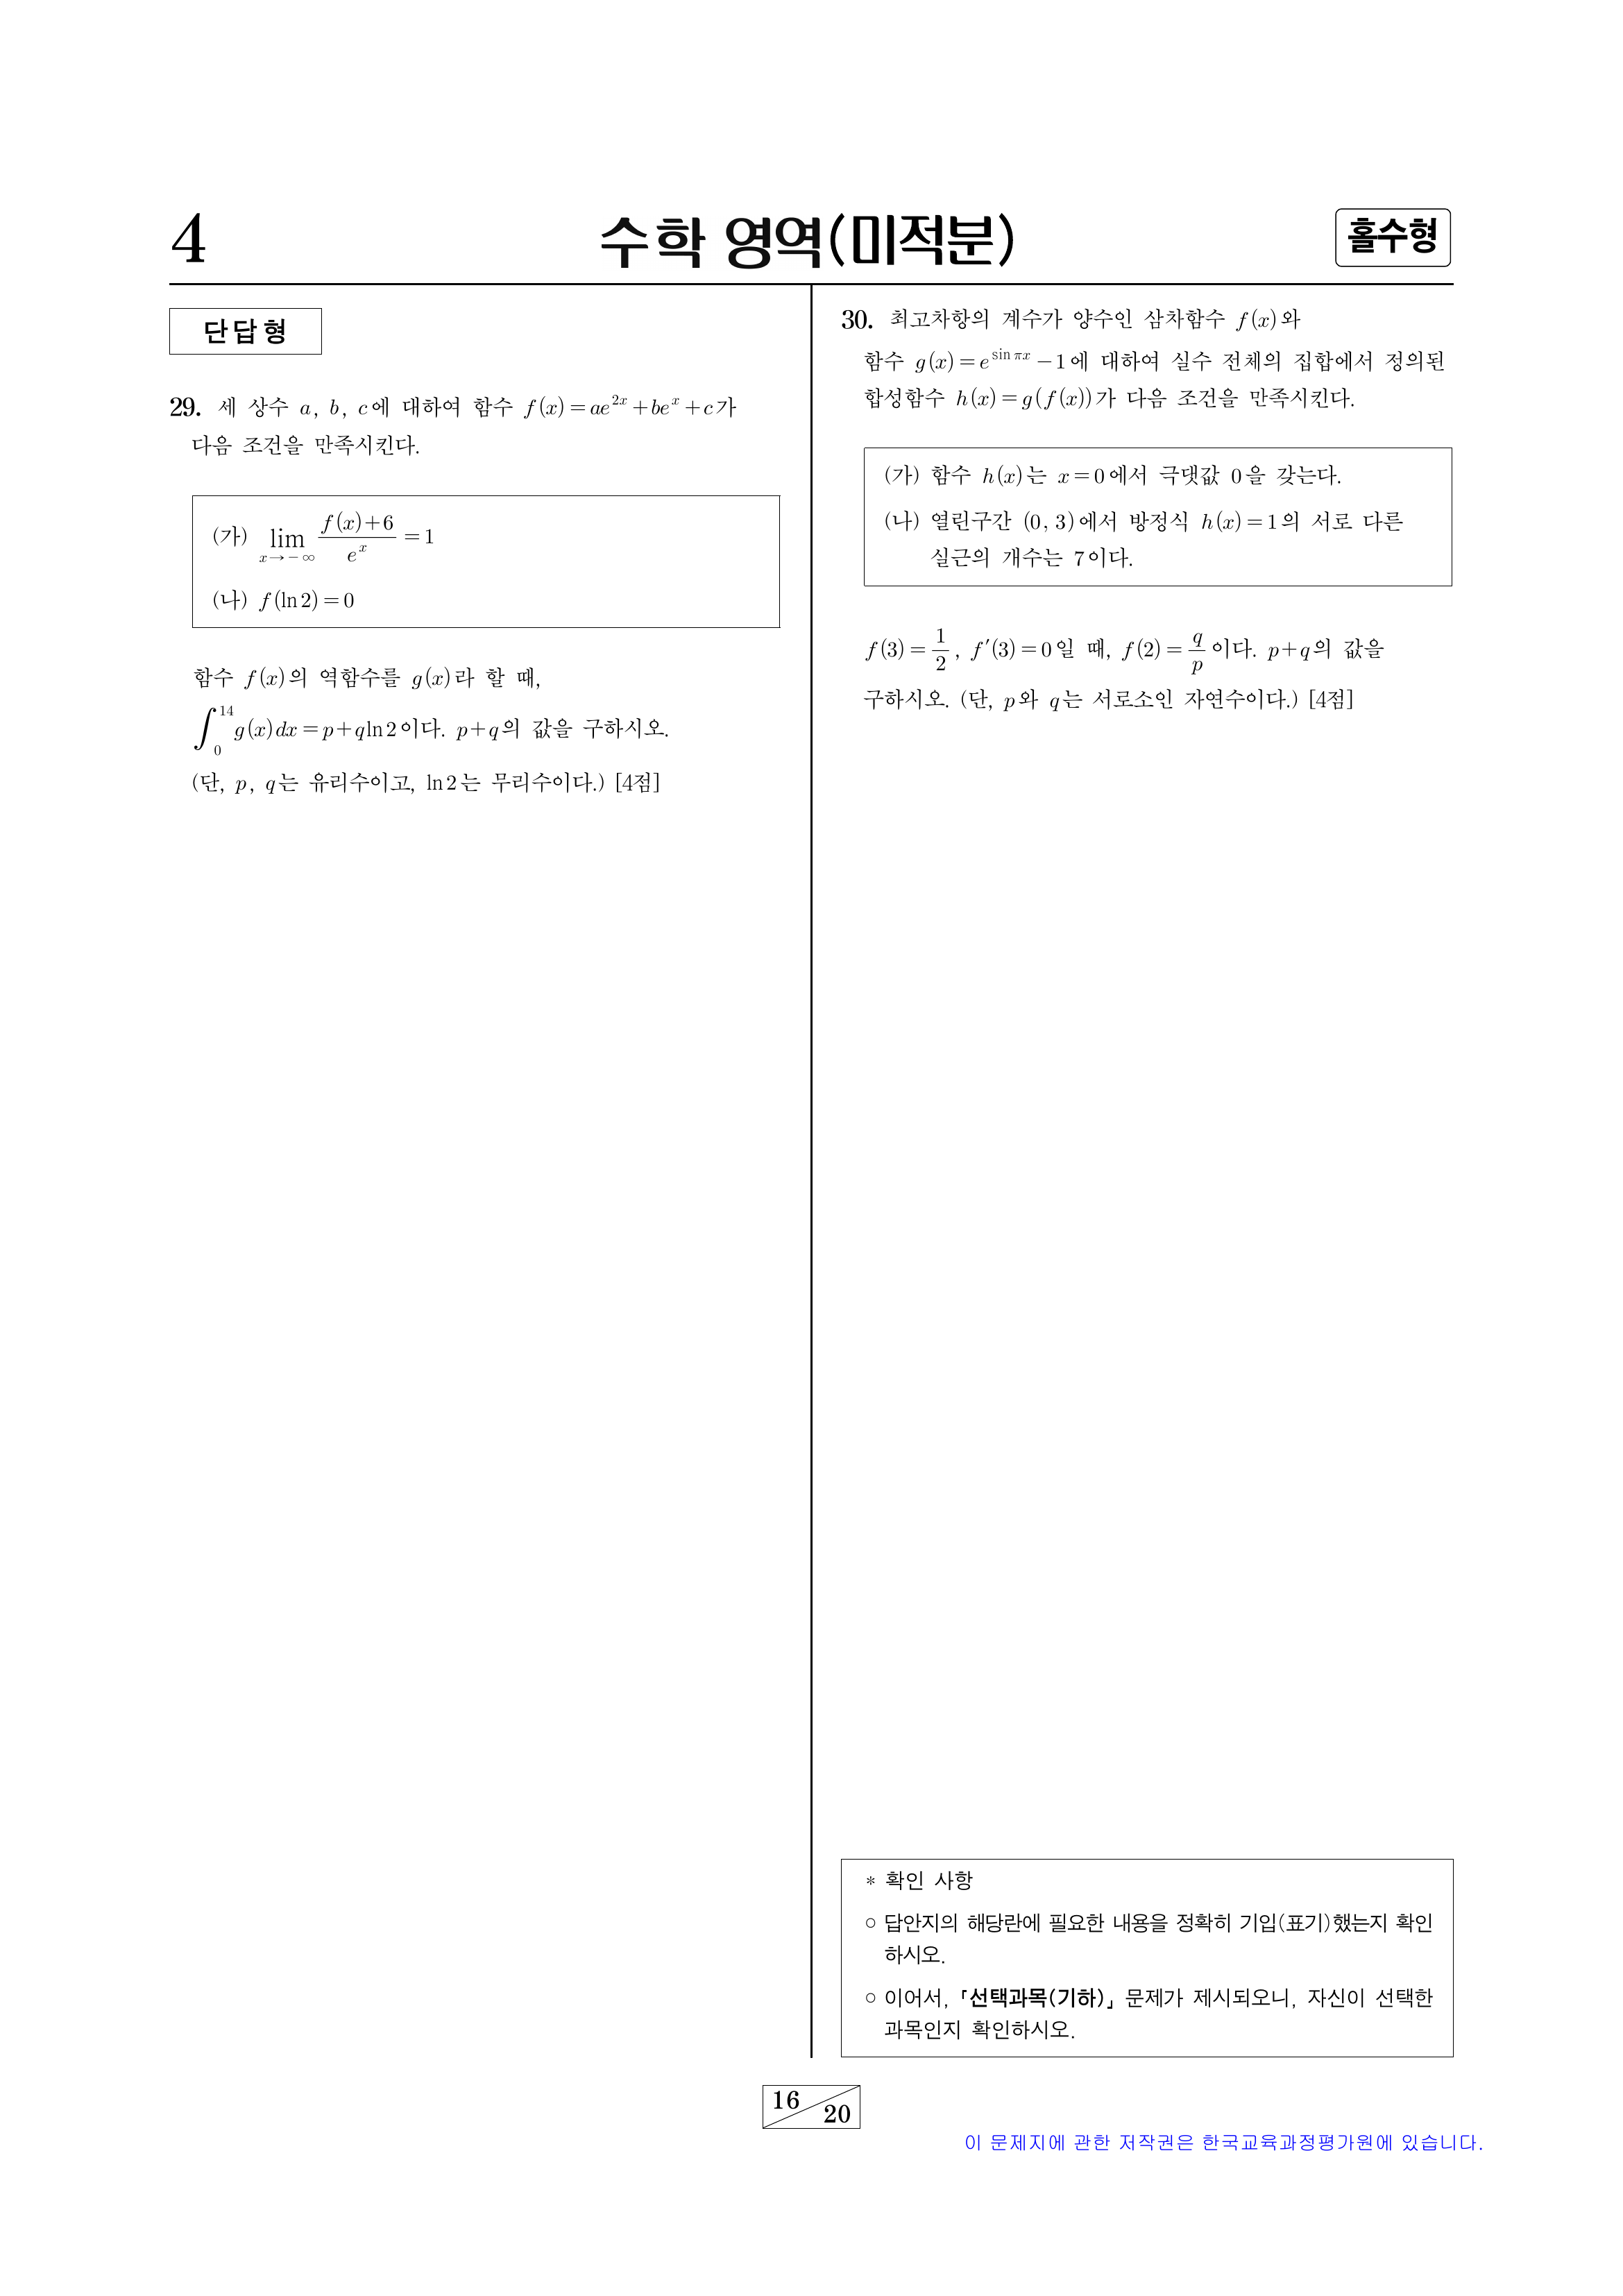 4
수학 영역(미적분)
홀수형
단답형
29. 세 상수 a, b, c에 대하여 함수 f(x)=ae^{2x}+be^x+c가
다음 조건을 만족시킨다.
(가) lim_{x→-∞} \frac{f(x)+6}{e^x}=1
(나) f(ln2)=0
함수 f(x)의 역함수를 g(x)라 할 때,
∫_0^{14} g(x)dx=p+qln2이다. p+q의 값을 구하시오.
(단, p, q는 유리수이고, ln2는 무리수이다.) [4점]
30. 최고차항의 계수가 양수인 삼차함수 f(x)와
함수 g(x)=e^{sinπx}-1에 대하여 실수 전체의 집합에서 정의된
합성함수 h(x)=g(f(x))가 다음 조건을 만족시킨다.
(가) 함수 h(x)는 x=0에서 극댓값 0을 갖는다.
(나) 열린구간 (0, 3)에서 방정식 h(x)=1의 서로 다른
실근의 개수는 7이다.
f(3)=\frac{1}{2}, f′(3)=0일 때, f(2)=\frac{q}{p}이다. p+q의 값을
구하시오. (단, p와 q는 서로소인 자연수이다.) [4점]
* 확인 사항
○ 답안지의 해당란에 필요한 내용을 정확히 기입(표기)했는지 확인
하시오.
○ 이어서, 「선택과목(기하)」 문제가 제시되오니, 자신이 선택한
과목인지 확인하시오.
16
20
이 문제지에 관한 저작권은 한국교육과정평가원에 있습니다.